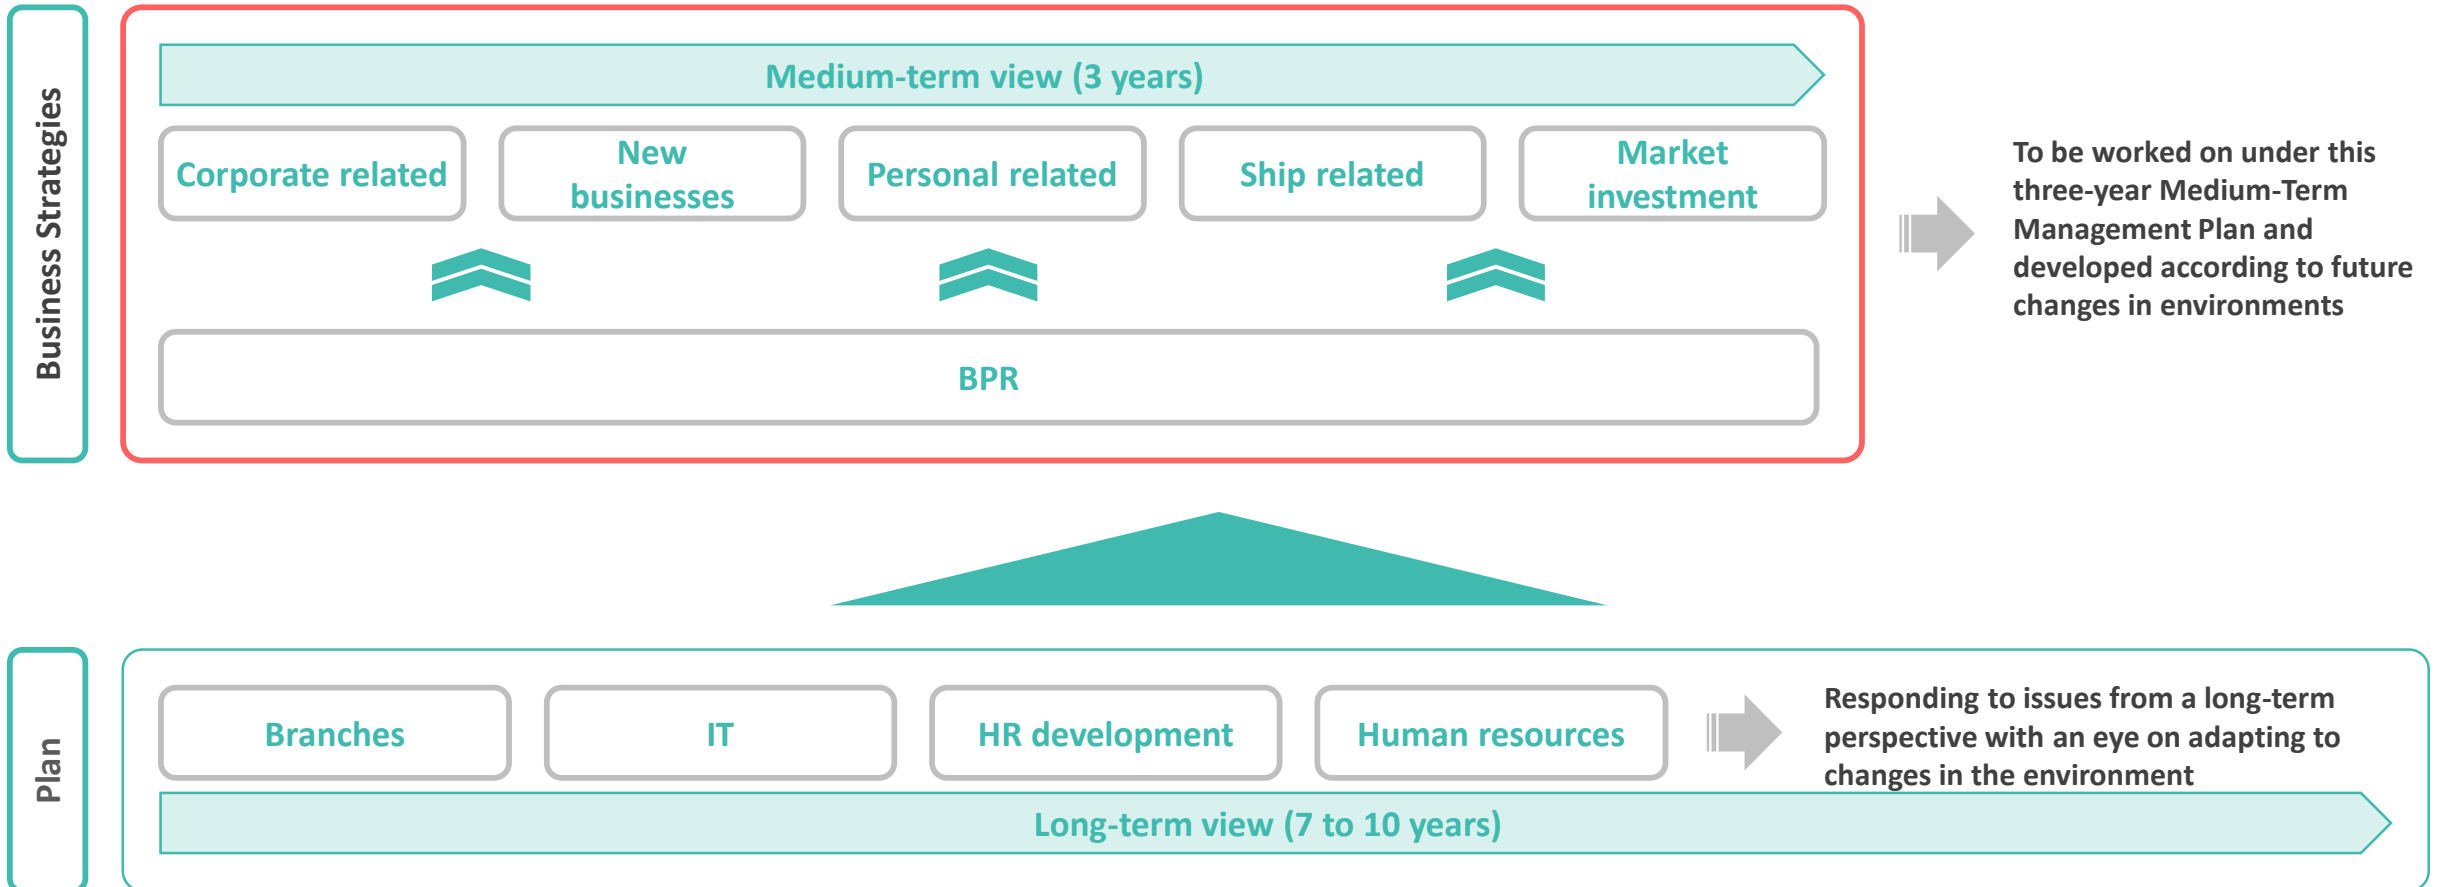 Business Strategies
Medium-term view (3 years)
Corporate related
New
businesses
Personal related
Ship related
Market
investment
BPR
To be worked on under this
three-year Medium-Term
Management Plan and
developed according to future
changes in environments
Plan
Branches
IT
HR development
Human resources
Responding to issues from a long-term
perspective with an eye on adapting to
changes in the environment
Long-term view (7 to 10 years)